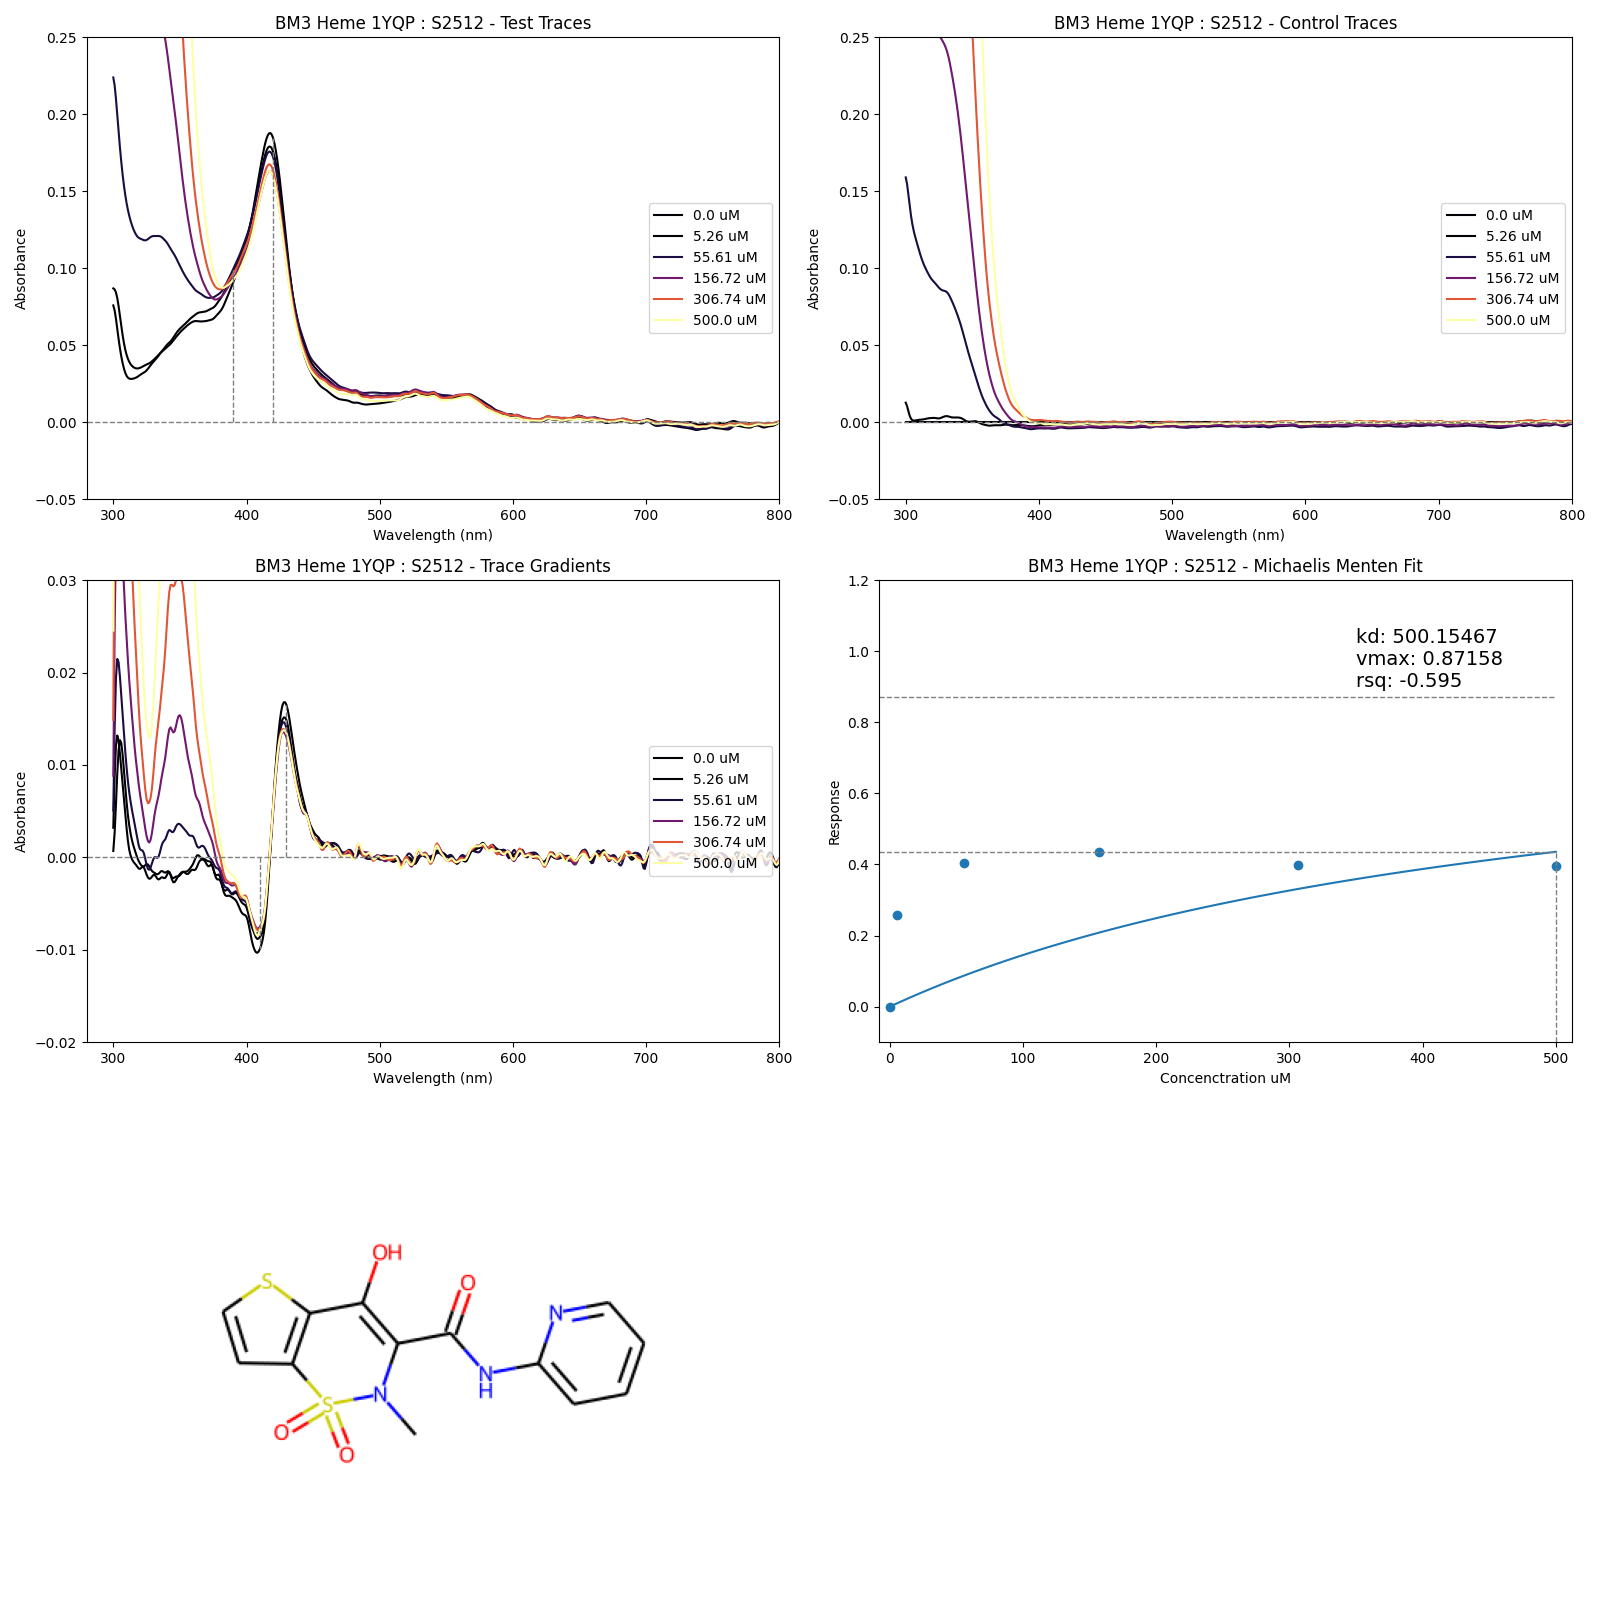 BM3 Heme 1YQP : S2512 - Test Traces
0.25
0.20
0.15
0.10
0.05
0.00
−0.05
Absorbance
0.0 uM
5.26 uM
55.61 uM
156.72 uM
306.74 uM
500.0 uM
300 400 500 600 700 800
Wavelength (nm)
BM3 Heme 1YQP : S2512 - Control Traces
0.25
0.20
0.15
0.10
0.05
0.00
−0.05
Absorbance
0.0 uM
5.26 uM
55.61 uM
156.72 uM
306.74 uM
500.0 uM
300 400 500 600 700 800
Wavelength (nm)
BM3 Heme 1YQP : S2512 - Trace Gradients
0.03
0.02
0.01
0.00
−0.01
−0.02
Absorbance
0.0 uM
5.26 uM
55.61 uM
156.72 uM
306.74 uM
500.0 uM
300 400 500 600 700 800
Wavelength (nm)
BM3 Heme 1YQP : S2512 - Michaelis Menten Fit
1.2
1.0
0.8
0.6
0.4
0.2
0.0
Response
kd: 500.15467
vmax: 0.87158
rsq: -0.595
0 100 200 300 400 500
Concenctration uM
OH
S
O
N
N
H
N
S
O
O